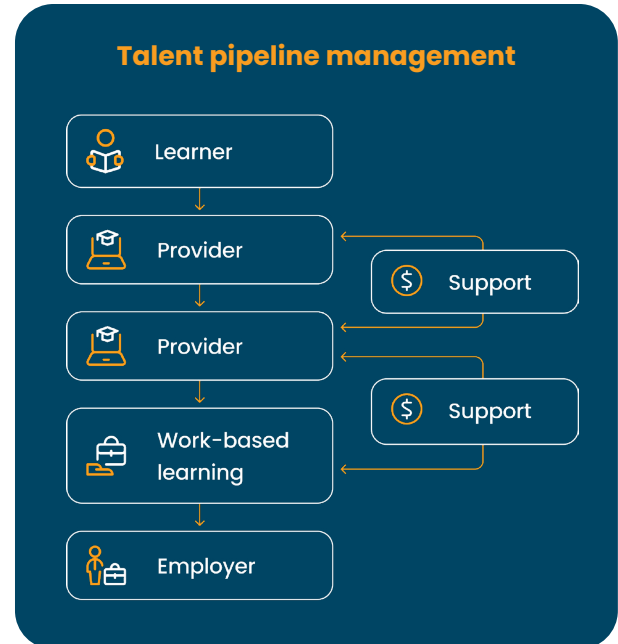 Talent pipeline management
Learner
Provider
$ Support
Provider
$ Support
Work-based
learning
Employer